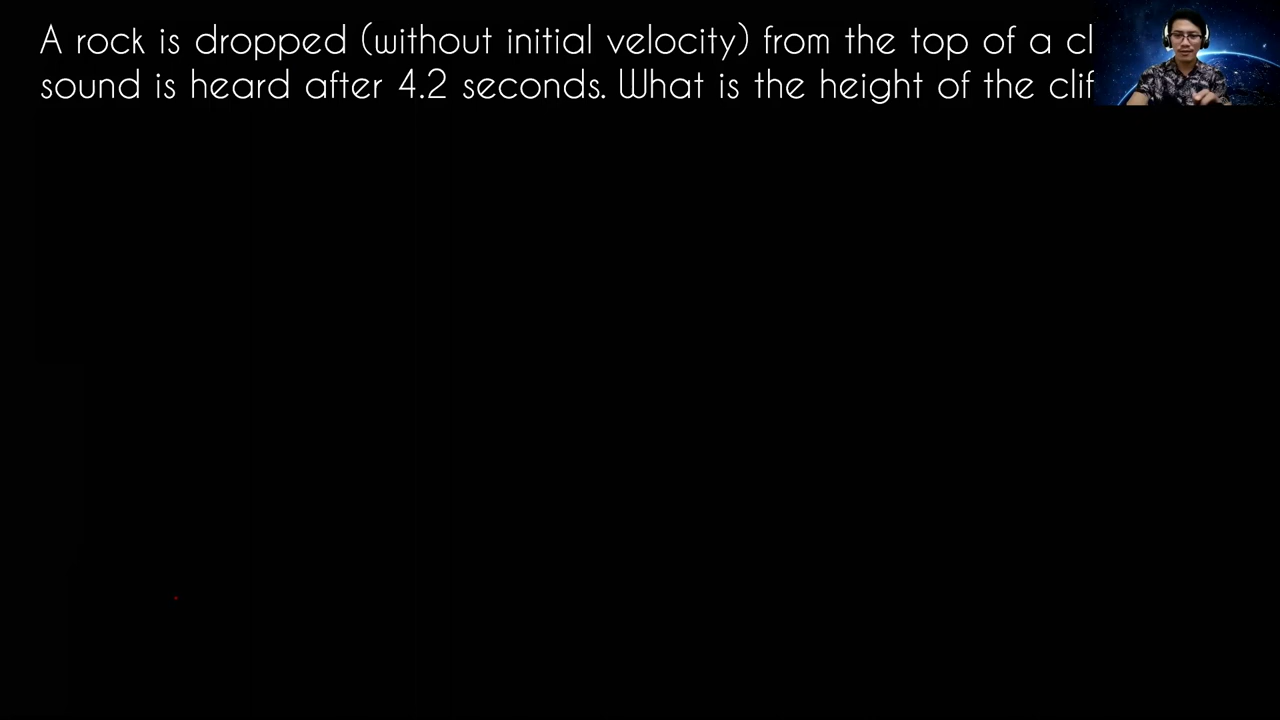 A rock is dropped (without initial velocity) from the top of a cl
sound is heard after 4.2 seconds. What is the height of the clif